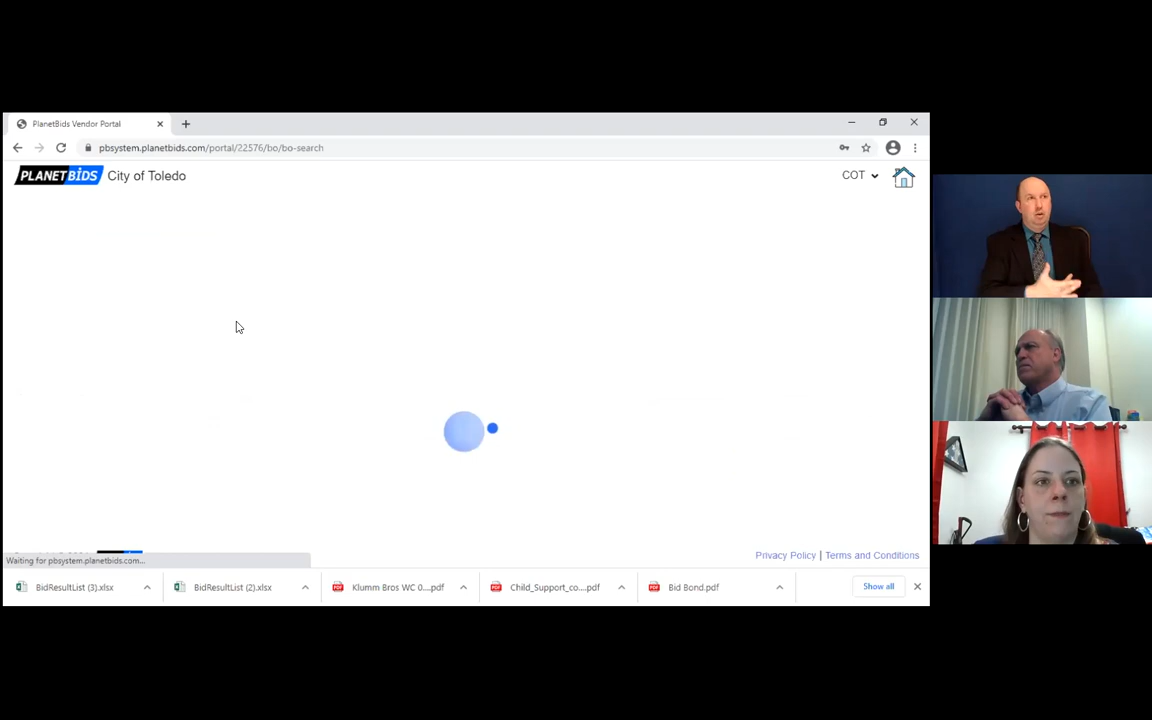 PlanetBids Vendor Portal
pbsystem.planetbids.com/portal/22576/bo/bo-search
PLANETBIDS City of Toledo
COT
Privacy Policy | Terms and Conditions
Waiting for pbsystem.planetbids.com...
BidResultList (3).xlsx
BidResultList (2).xlsx
Klumm Bros WC 0....pdf
Child_Support_co....pdf
Bid Bond.pdf
Show all